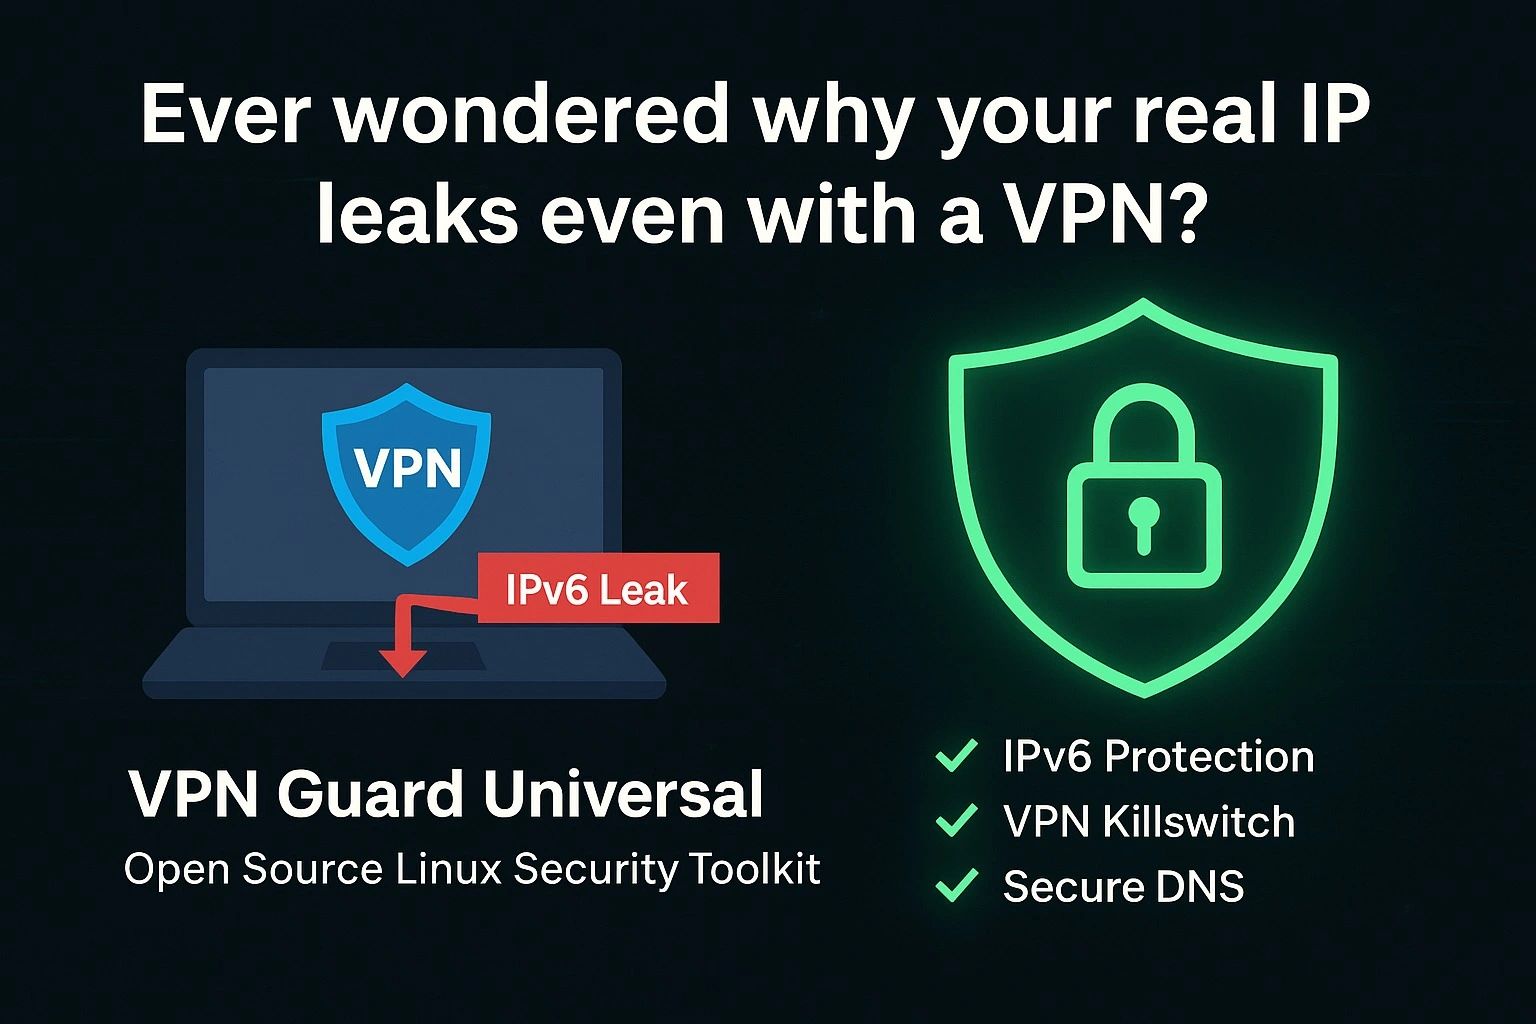 Ever wondered why your real IP
leaks even with a VPN?
VPN
IPv6 Leak
VPN Guard Universal
Open Source Linux Security Toolkit
IPv6 Protection
VPN Killswitch
Secure DNS